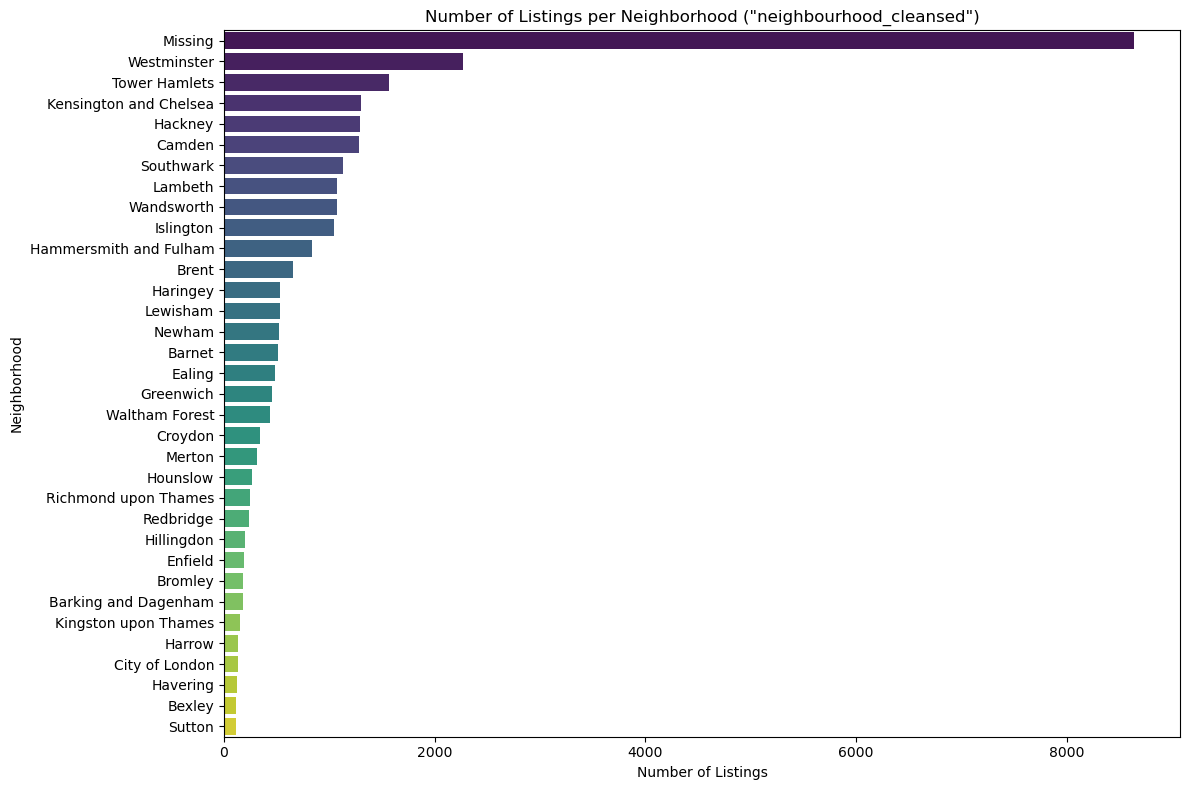 Number of Listings per Neighborhood ("neighbourhood_cleansed")
Missing
Westminster
Tower Hamlets
Kensington and Chelsea
Hackney
Camden
Southwark
Lambeth
Wandsworth
Islington
Hammersmith and Fulham
Brent
Haringey
Lewisham
Newham
Barnet
Ealing
Greenwich
Waltham Forest
Croydon
Merton
Hounslow
Richmond upon Thames
Redbridge
Hillingdon
Enfield
Bromley
Barking and Dagenham
Kingston upon Thames
Harrow
City of London
Havering
Bexley
Sutton
Neighborhood
0 2000 4000 6000 8000
Number of Listings